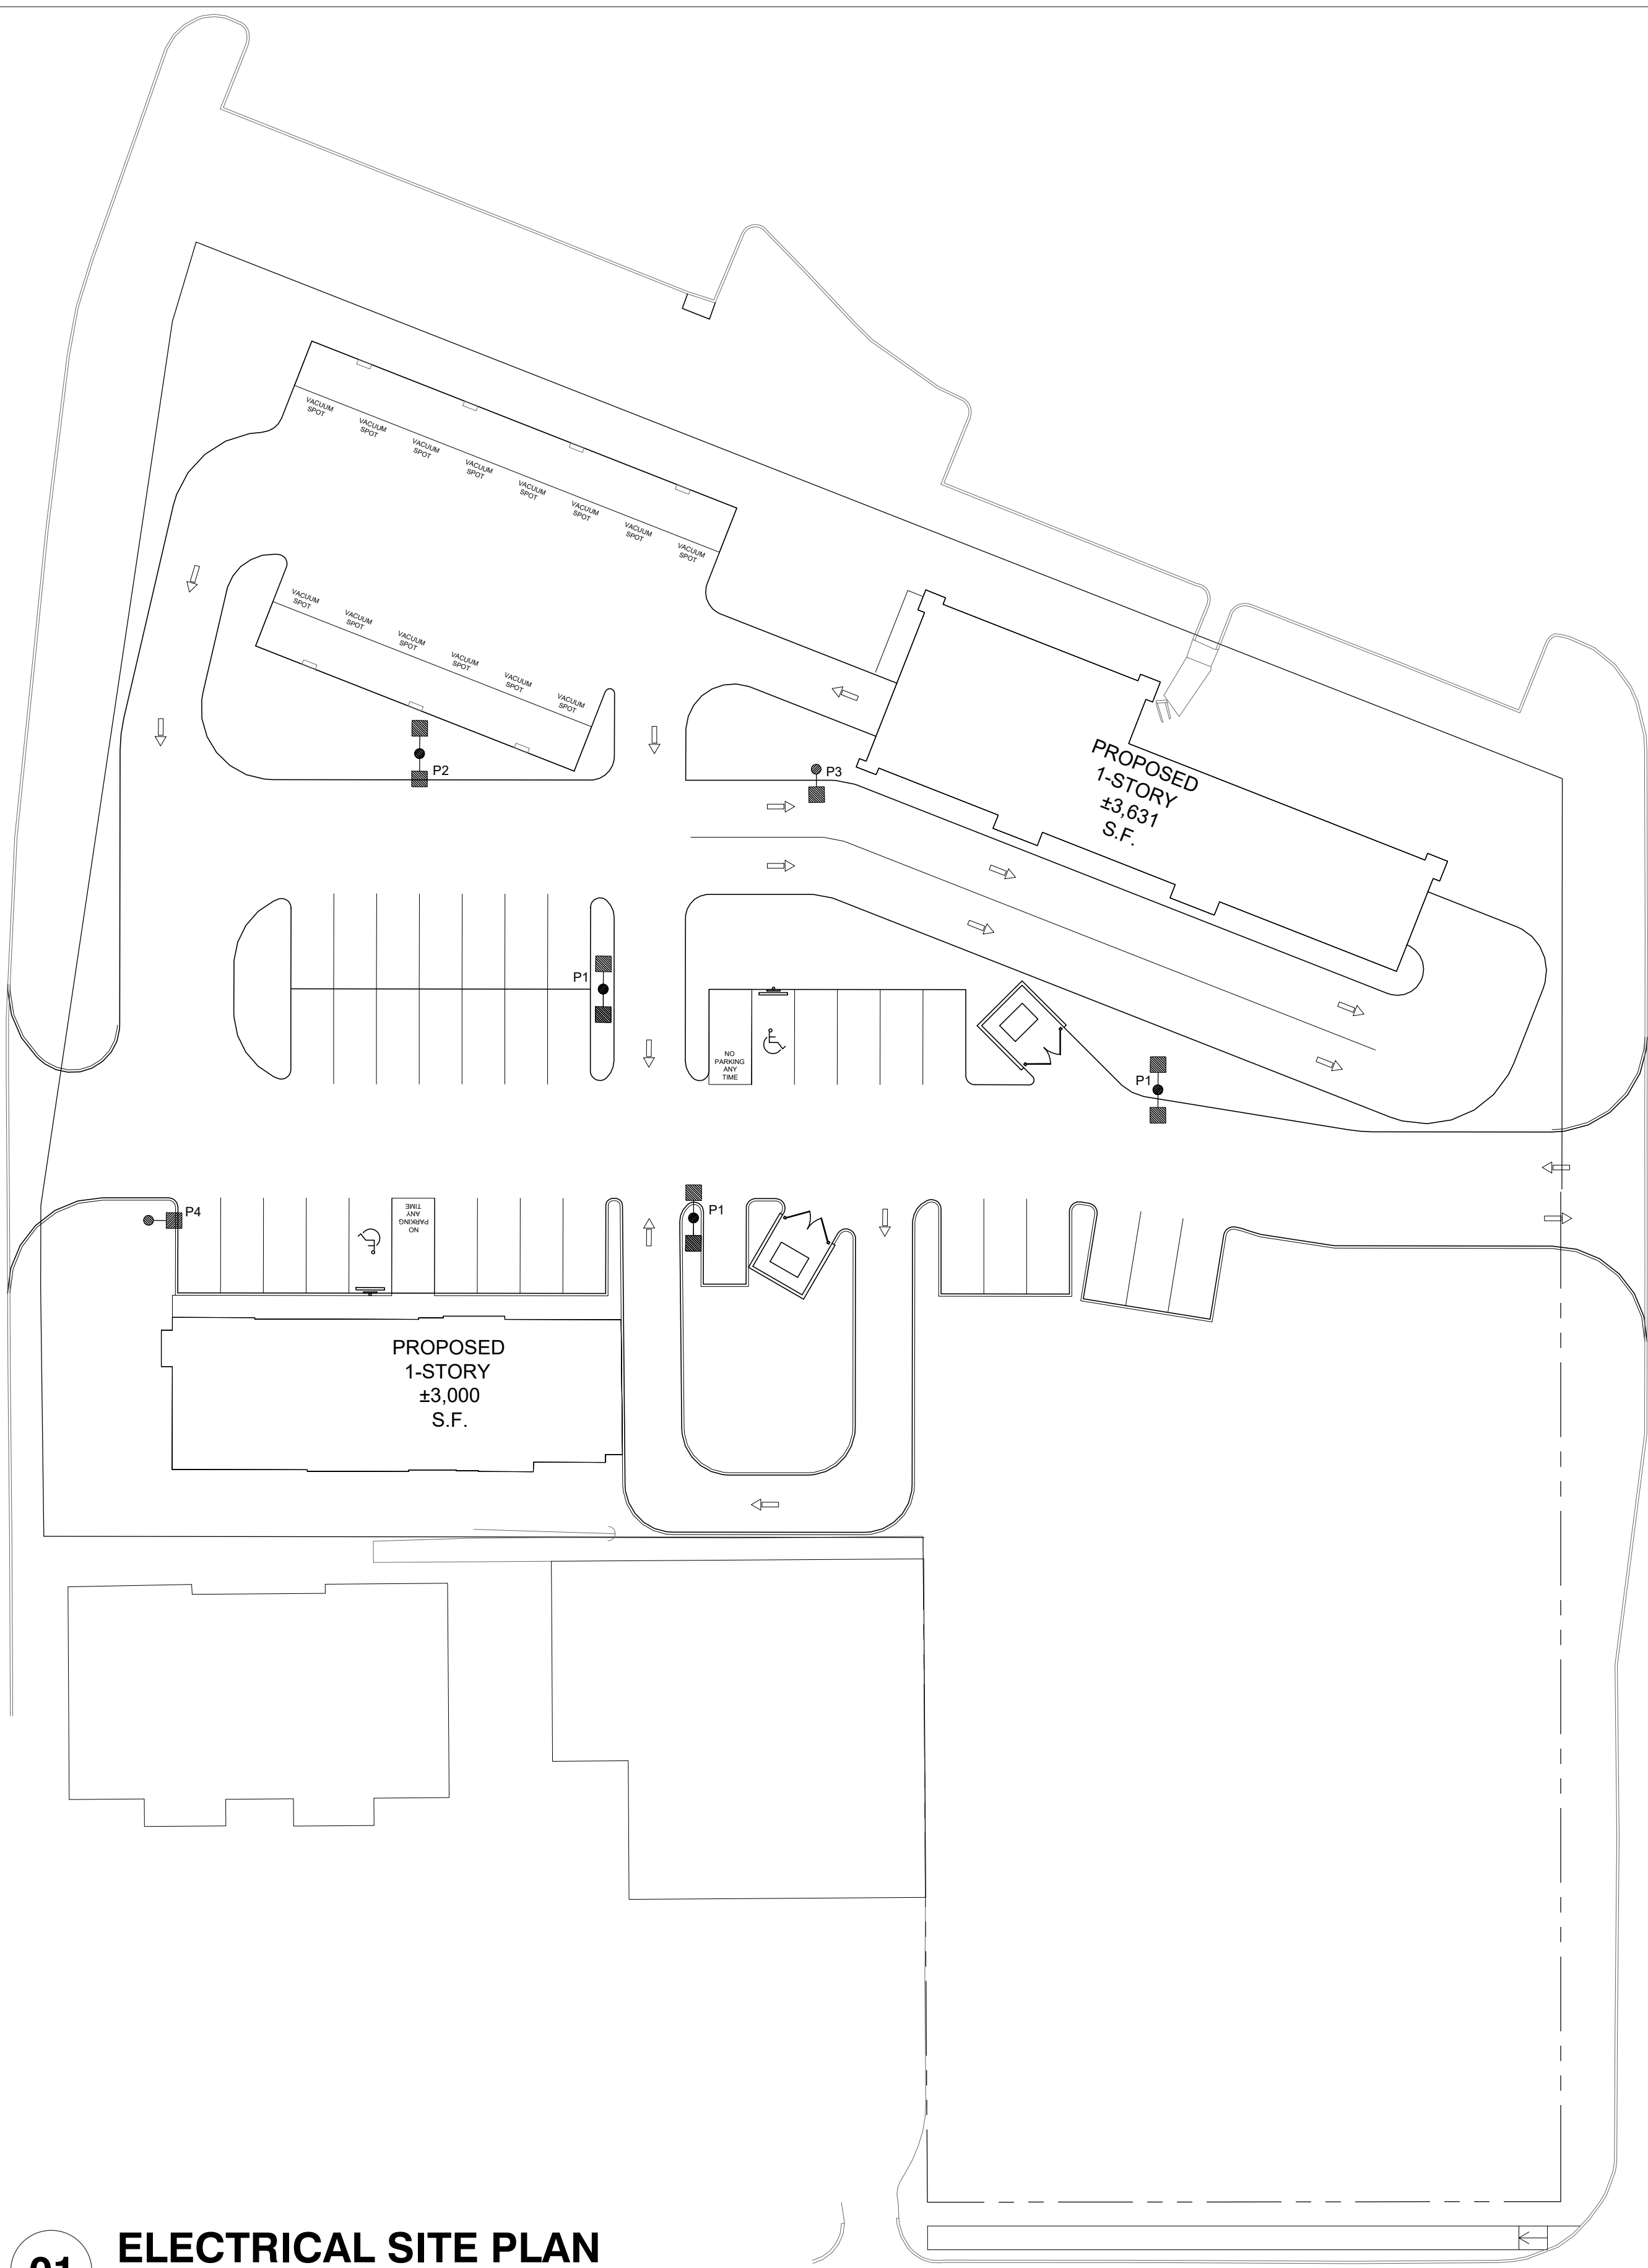 VACUUM
SPOT
VACUUM
SPOT
VACUUM
SPOT
VACUUM
SPOT
VACUUM
SPOT
VACUUM
SPOT
VACUUM
SPOT
VACUUM
SPOT
VACUUM
SPOT
VACUUM
SPOT
VACUUM
SPOT
VACUUM
SPOT
VACUUM
SPOT
VACUUM
SPOT
P2
P3
PROPOSED
1-STORY
±3,631
S.F.
P1
NO
PARKING
ANY
TIME
P1
P4
NO
PARKING
ANY
TIME
P1
PROPOSED
1-STORY
±3,000
S.F.
01
ELECTRICAL SITE PLAN